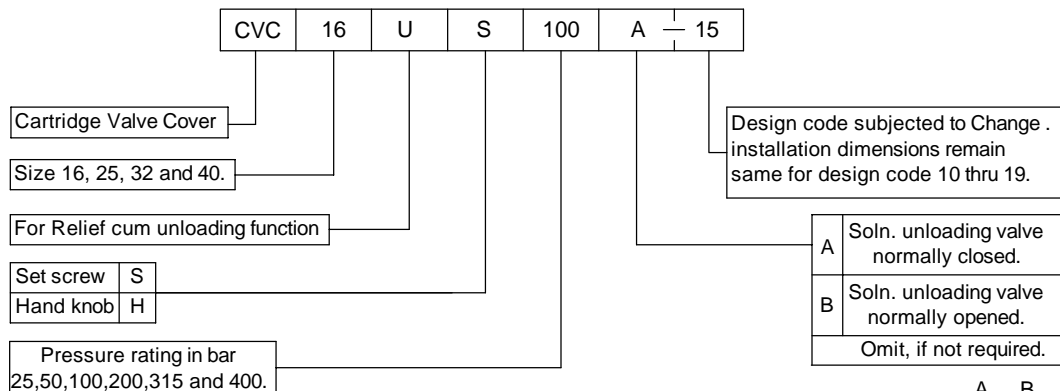 CVC 16 U S 100 A — 15
Cartridge Valve Cover
Size 16, 25, 32 and 40.
For Relief cum unloading function
Set screw S
Hand knob H
Pressure rating in bar
25,50,100,200,315 and 400.
Design code subjected to Change .
installation dimensions remain
same for design code 10 thru 19.
A Soln. unloading valve
normally closed.
B Soln. unloading valve
normally opened.
Omit, if not required.
A B